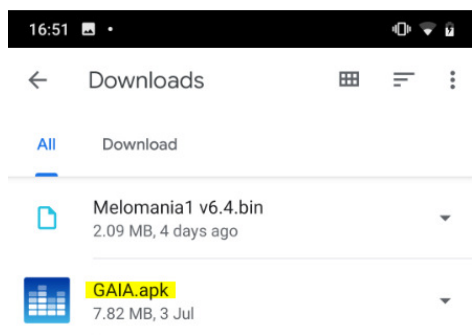 16:51
Downloads
All Download
Melomania1 v6.4.bin
2.09 MB, 4 days ago
GAIA.apk
7.82 MB, 3 Jul